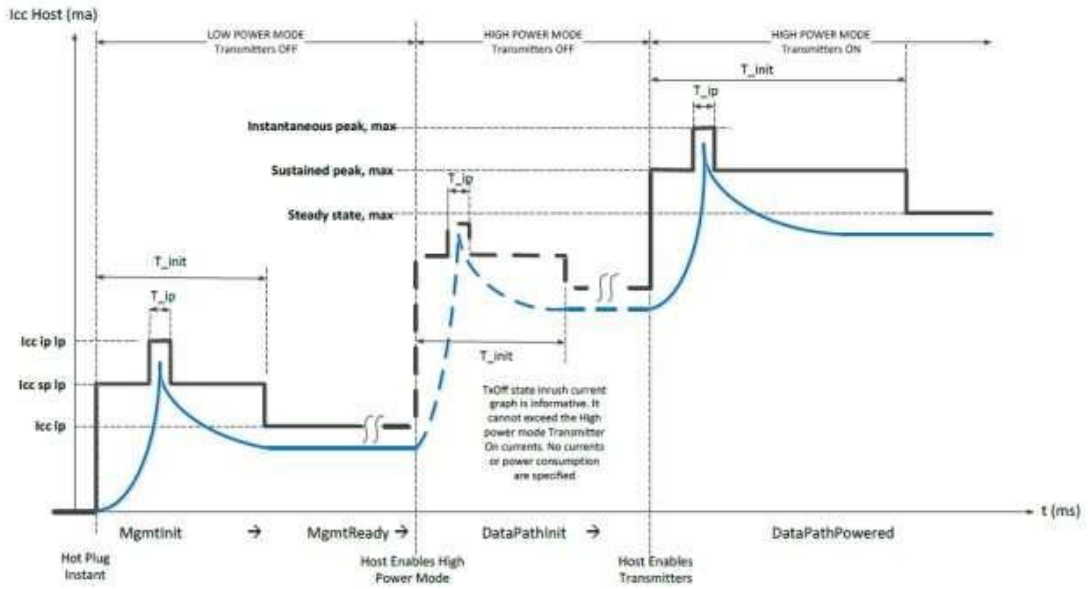 Icc Host (ma)
LOW POWER MODE
Transmitters OFF
HIGH POWER MODE
Transmitters OFF
HIGH POWER MODE
Transmitters ON
T_init
T_ip
Instantaneous peak, max
Sustained peak, max
T_ip
Steady state, max
T_init
T_ip
Icc ip lp
T_init
Icc sp lp
TxOff state inrush current
graph is informative. It
cannot exceed the High
power mode Transmitter
On currents. No currents
or power consumption
are specified
Icc lp
t (ms)
MgmtInit → MgmtReady → DataPathInit → DataPathPowered
Hot Plug
Instant
Host Enables High
Power Mode
Host Enables
Transmitters